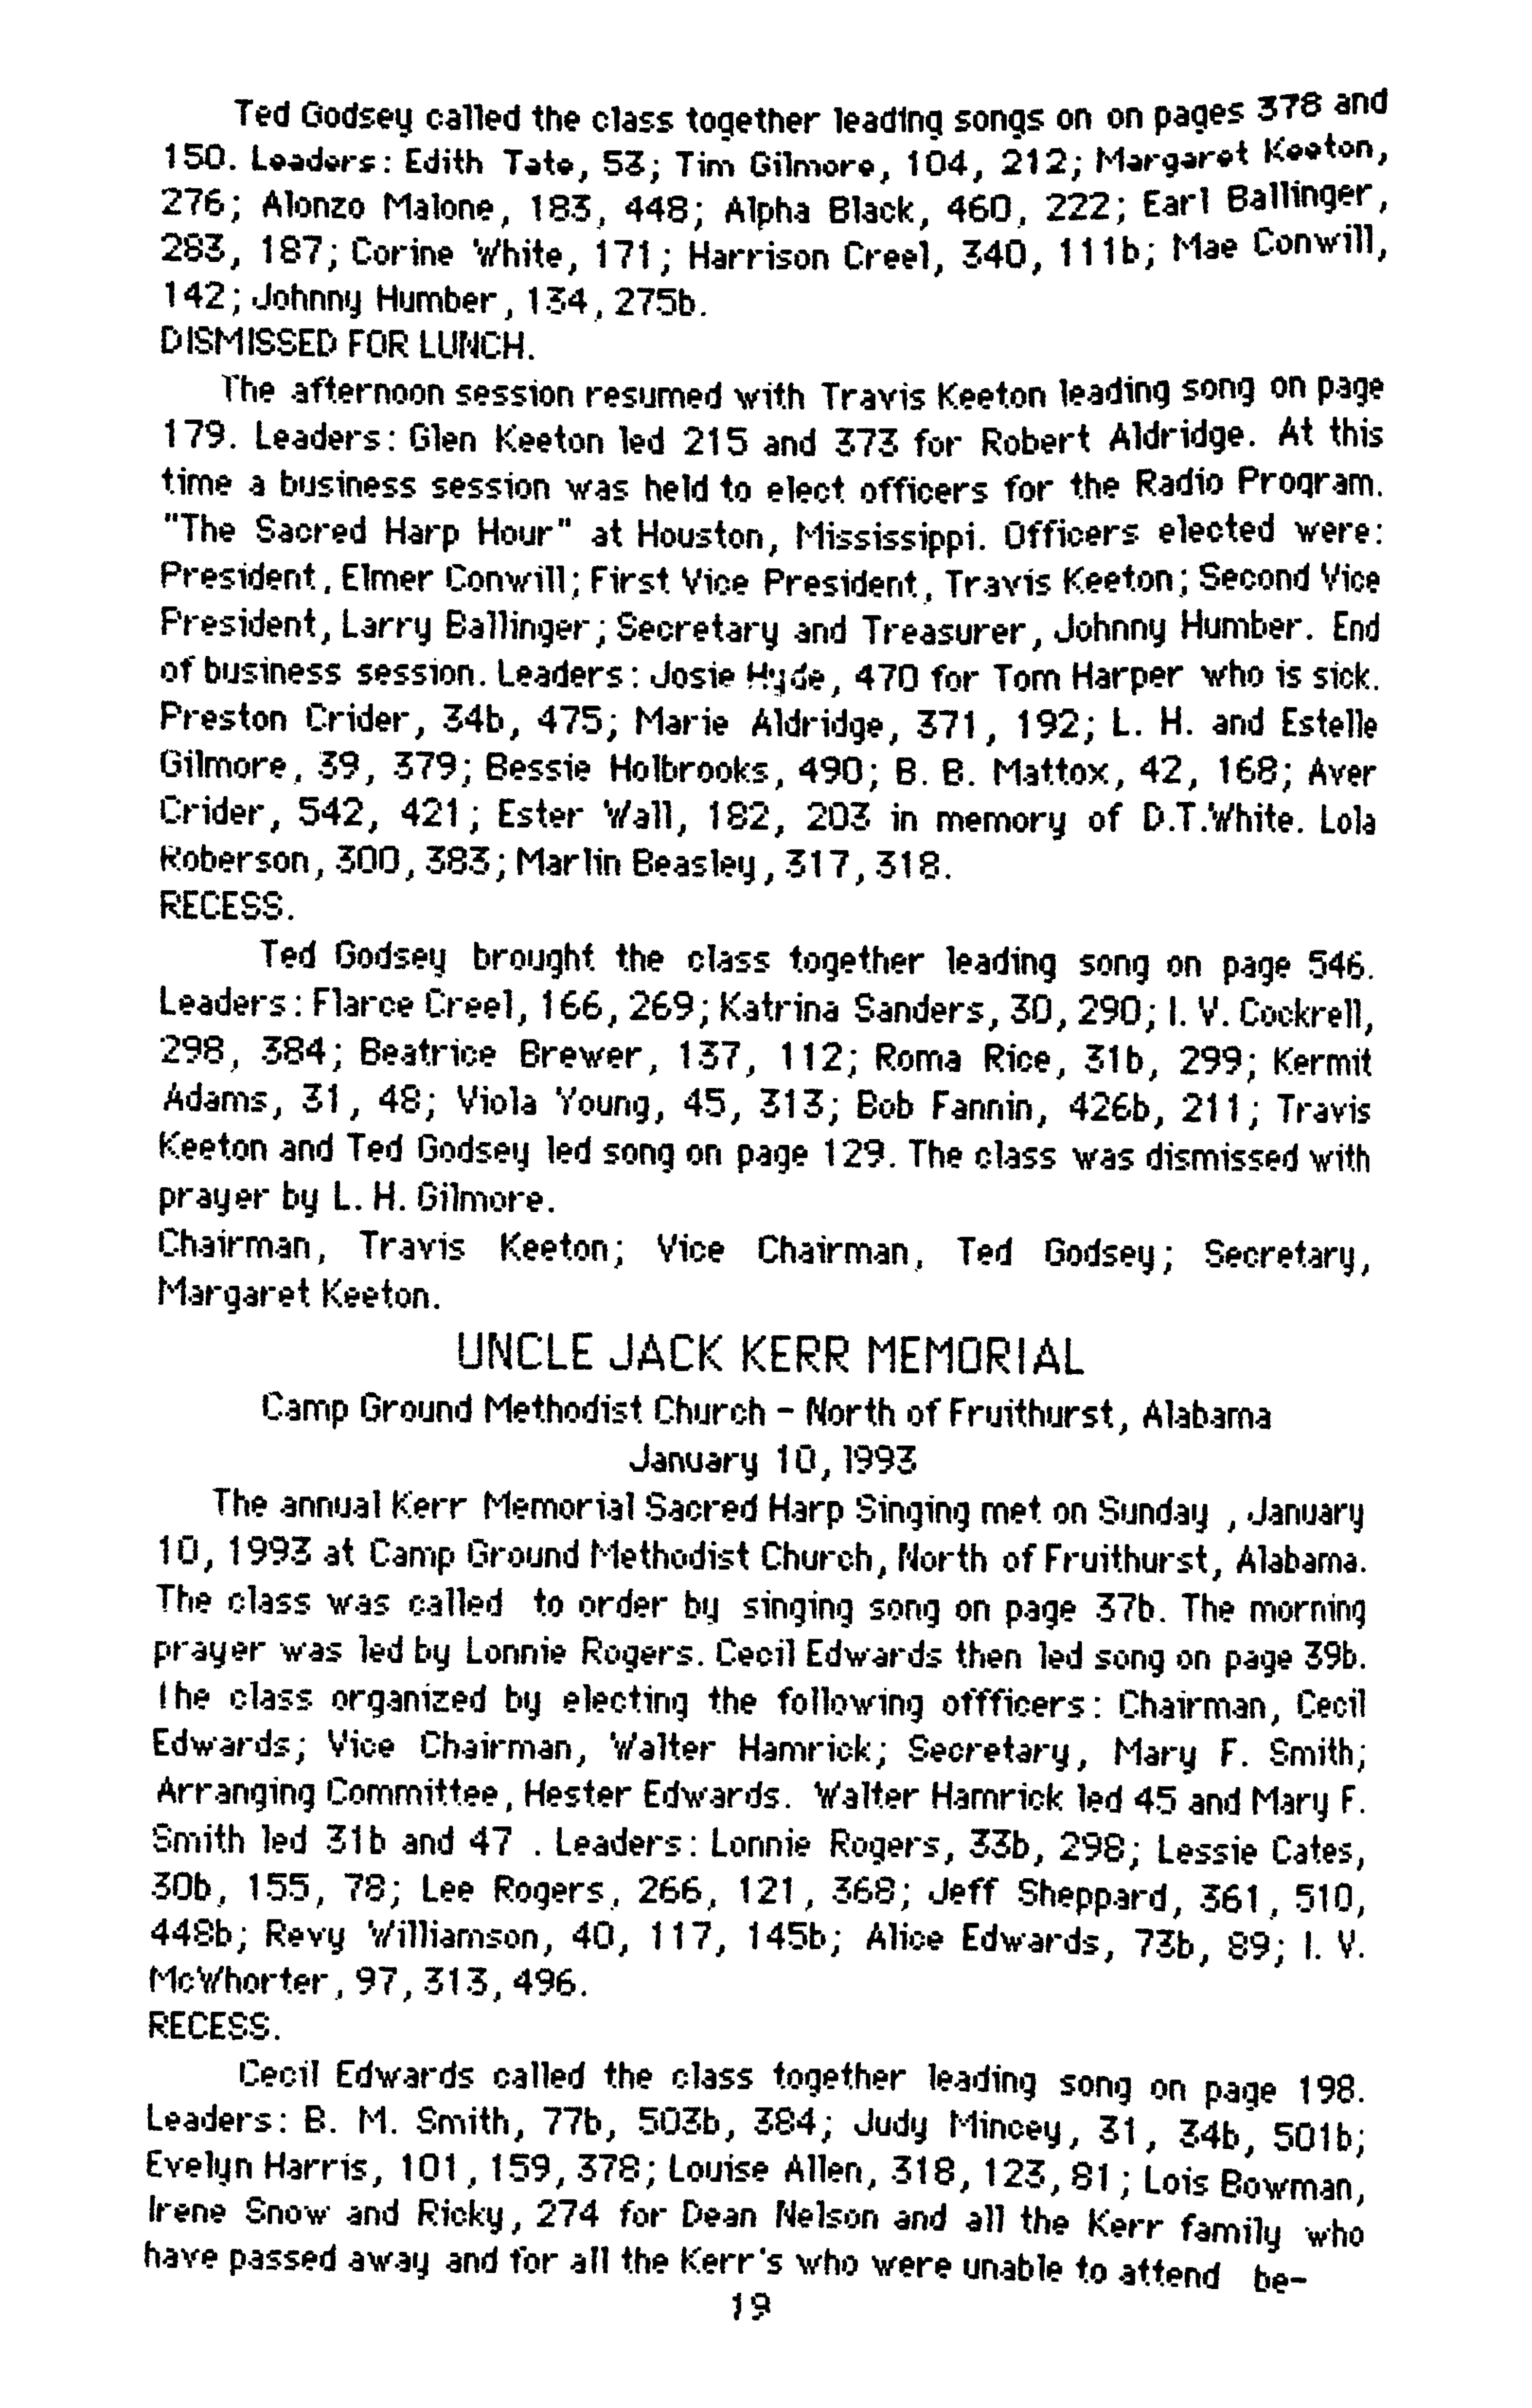 Ted Godsey called the class together leading songs on on pages 378 and
150. Leaders: Edith Tate, 53; Tim Gilmore, 104, 212; Margaret Keeton,
276; Alonzo Malone, 183, 448; Alpha Black, 460, 222; Earl Ballinger,
283, 187; Corine White, 171; Harrison Creel, 340, 111b; Mae Conwill,
142; Johnny Humber, 134, 275b.
DISMISSED FOR LUNCH.
The afternoon session resumed with Travis Keeton leading song on page
179. Leaders: Glen Keeton led 215 and 373 for Robert Aldridge. At this
time a business session was held to elect officers for the Radio Program.
"The Sacred Harp Hour" at Houston, Mississippi. Officers elected were:
President, Elmer Conwill; First Vice President, Travis Keeton; Second Vice
President, Larry Ballinger; Secretary and Treasurer, Johnny Humber. End
of business session. Leaders: Josie Hyde, 470 for Tom Harper who is sick.
Preston Crider, 34b, 475; Marie Aldridge, 371, 192; L. H. and Estelle
Gilmore, 39, 379; Bessie Holbrooks, 490; B. B. Mattox, 42, 168; Aver
Crider, 542, 421; Ester Wall, 182, 203 in memory of D.T.White. Lola
Roberson, 300, 383; Marlin Beasley, 317, 318.
RECESS.
Ted Godsey brought the class together leading song on page 546.
Leaders: Flarce Creel, 166, 269; Katrina Sanders, 30, 290; I. V. Cockrell,
298, 384; Beatrice Brewer, 137, 112; Roma Rice, 31b, 299; Kermit
Adams, 31, 48; Viola Young, 45, 313; Bob Fannin, 426b, 211; Travis
Keeton and Ted Godsey led song on page 129. The class was dismissed with
prayer by L. H. Gilmore.
Chairman, Travis Keeton; Vice Chairman, Ted Godsey; Secretary,
Margaret Keeton.
UNCLE JACK KERR MEMORIAL
Camp Ground Methodist Church - North of Fruithurst, Alabama
January 10, 1993
The annual Kerr Memorial Sacred Harp Singing met on Sunday , January
10, 1993 at Camp Ground Methodist Church, North of Fruithurst, Alabama.
The class was called to order by singing song on page 37b. The morning
prayer was led by Lonnie Rogers. Cecil Edwards then led song on page 39b.
The class organized by electing the following offficers: Chairman, Cecil
Edwards; Vice Chairman, Walter Hamrick; Secretary, Mary F. Smith;
Arranging Committee, Hester Edwards. Walter Hamrick led 45 and Mary F.
Smith led 31b and 47 . Leaders: Lonnie Rogers, 33b, 298; Lessie Cates,
30b, 155, 78; Lee Rogers, 266, 121, 368; Jeff Sheppard, 361, 510,
448b; Revy Williamson, 40, 117, 145b; Alice Edwards, 73b, 89; I. V.
McWhorter, 97, 313, 496.
RECESS.
Cecil Edwards called the class together leading song on page 198.
Leaders: B. M. Smith, 77b, 503b, 384; Judy Mincey, 31, 34b, 501b;
Evelyn Harris, 101, 159, 378; Louise Allen, 318, 123, 81; Lois Bowman,
Irene Snow and Ricky, 274 for Dean Nelson and all the Kerr family who
have passed away and for all the Kerr's who were unable to attend be-
19